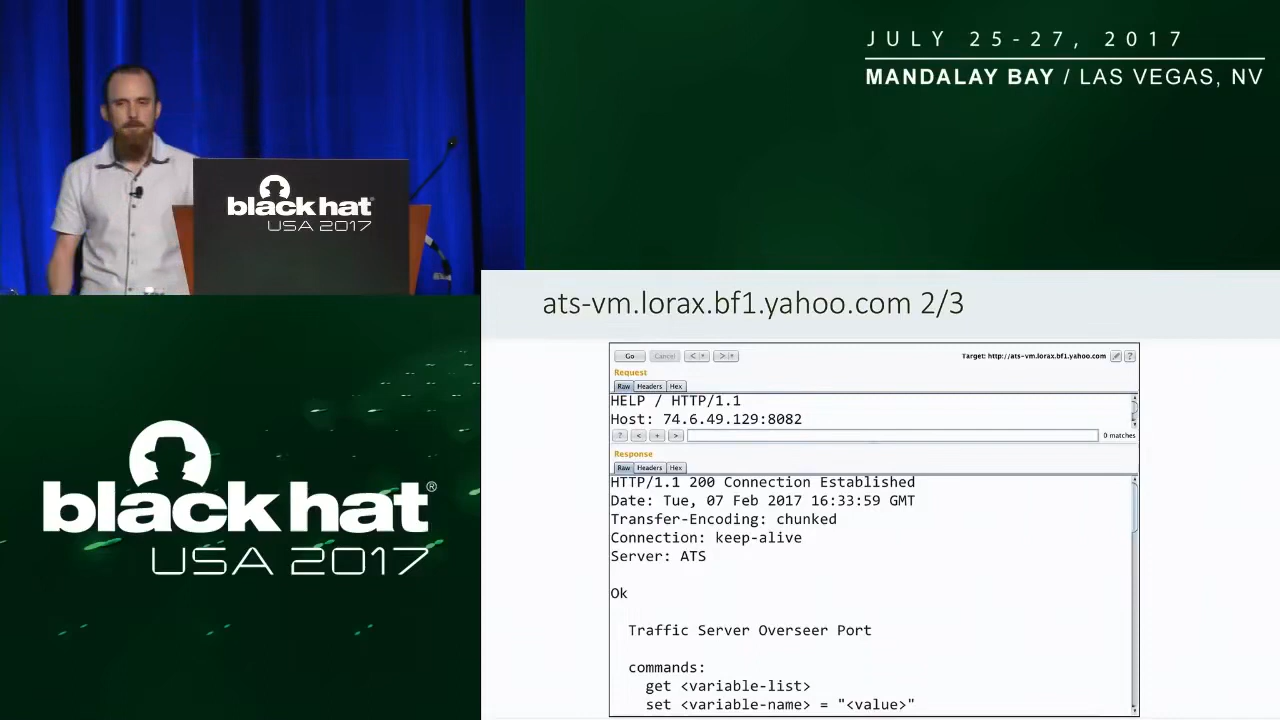 JULY 25-27, 2017
MANDALAY BAY / LAS VEGAS, NV
black hat®
USA 2017
ats-vm.lorax.bf1.yahoo.com 2/3
Go Cancel < > Target: http://ats-vm.lorax.bf1.yahoo.com ?
Request
Raw Headers Hex
HELP / HTTP/1.1
Host: 74.6.49.129:8082
? < + > 0 matches
Response
Raw Headers Hex
HTTP/1.1 200 Connection Established
Date: Tue, 07 Feb 2017 16:33:59 GMT
Transfer-Encoding: chunked
Connection: keep-alive
Server: ATS
Ok
Traffic Server Overseer Port
commands:
get <variable-list>
set <variable-name> = "<value>"
black hat®
USA 2017